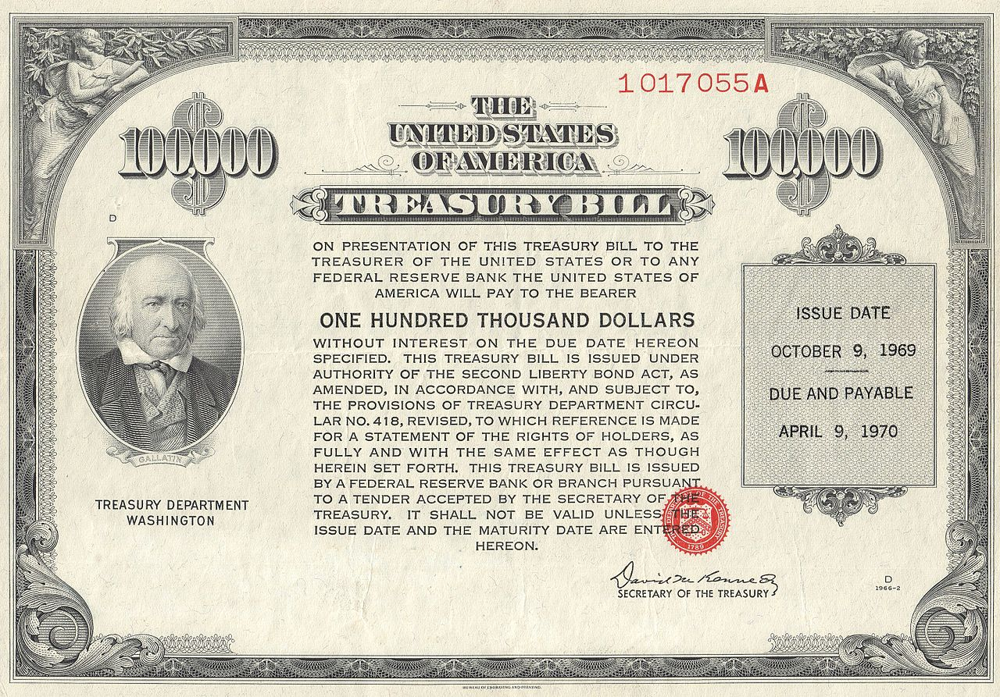 1017055A
THE
UNITED STATES
OF AMERICA
100,000
100,000
TREASURY BILL
D
ON PRESENTATION OF THIS TREASURY BILL TO THE
TREASURER OF THE UNITED STATES OR TO ANY
FEDERAL RESERVE BANK THE UNITED STATES OF
AMERICA WILL PAY TO THE BEARER
ONE HUNDRED THOUSAND DOLLARS
WITHOUT INTEREST ON THE DUE DATE HEREON
SPECIFIED. THIS TREASURY BILL IS ISSUED UNDER
AUTHORITY OF THE SECOND LIBERTY BOND ACT, AS
AMENDED, IN ACCORDANCE WITH, AND SUBJECT TO,
THE PROVISIONS OF TREASURY DEPARTMENT CIRCU-
LAR NO. 418, REVISED, TO WHICH REFERENCE IS MADE
FOR A STATEMENT OF THE RIGHTS OF HOLDERS, AS
FULLY AND WITH THE SAME EFFECT AS THOUGH
HEREIN SET FORTH. THIS TREASURY BILL IS ISSUED
BY A FEDERAL RESERVE BANK OR BRANCH PURSUANT
TO A TENDER ACCEPTED BY THE SECRETARY OF THE
TREASURY. IT SHALL NOT BE VALID UNLESS THE
ISSUE DATE AND THE MATURITY DATE ARE ENTERED
HEREON.
GALLATIN
TREASURY DEPARTMENT
WASHINGTON
ISSUE DATE
OCTOBER 9, 1969
DUE AND PAYABLE
APRIL 9, 1970
THE DEPARTMENT OF THE TREASURY
1789
David M Kennedy
SECRETARY OF THE TREASURY
D
1966-2
BUREAU OF ENGRAVING AND PRINTING.